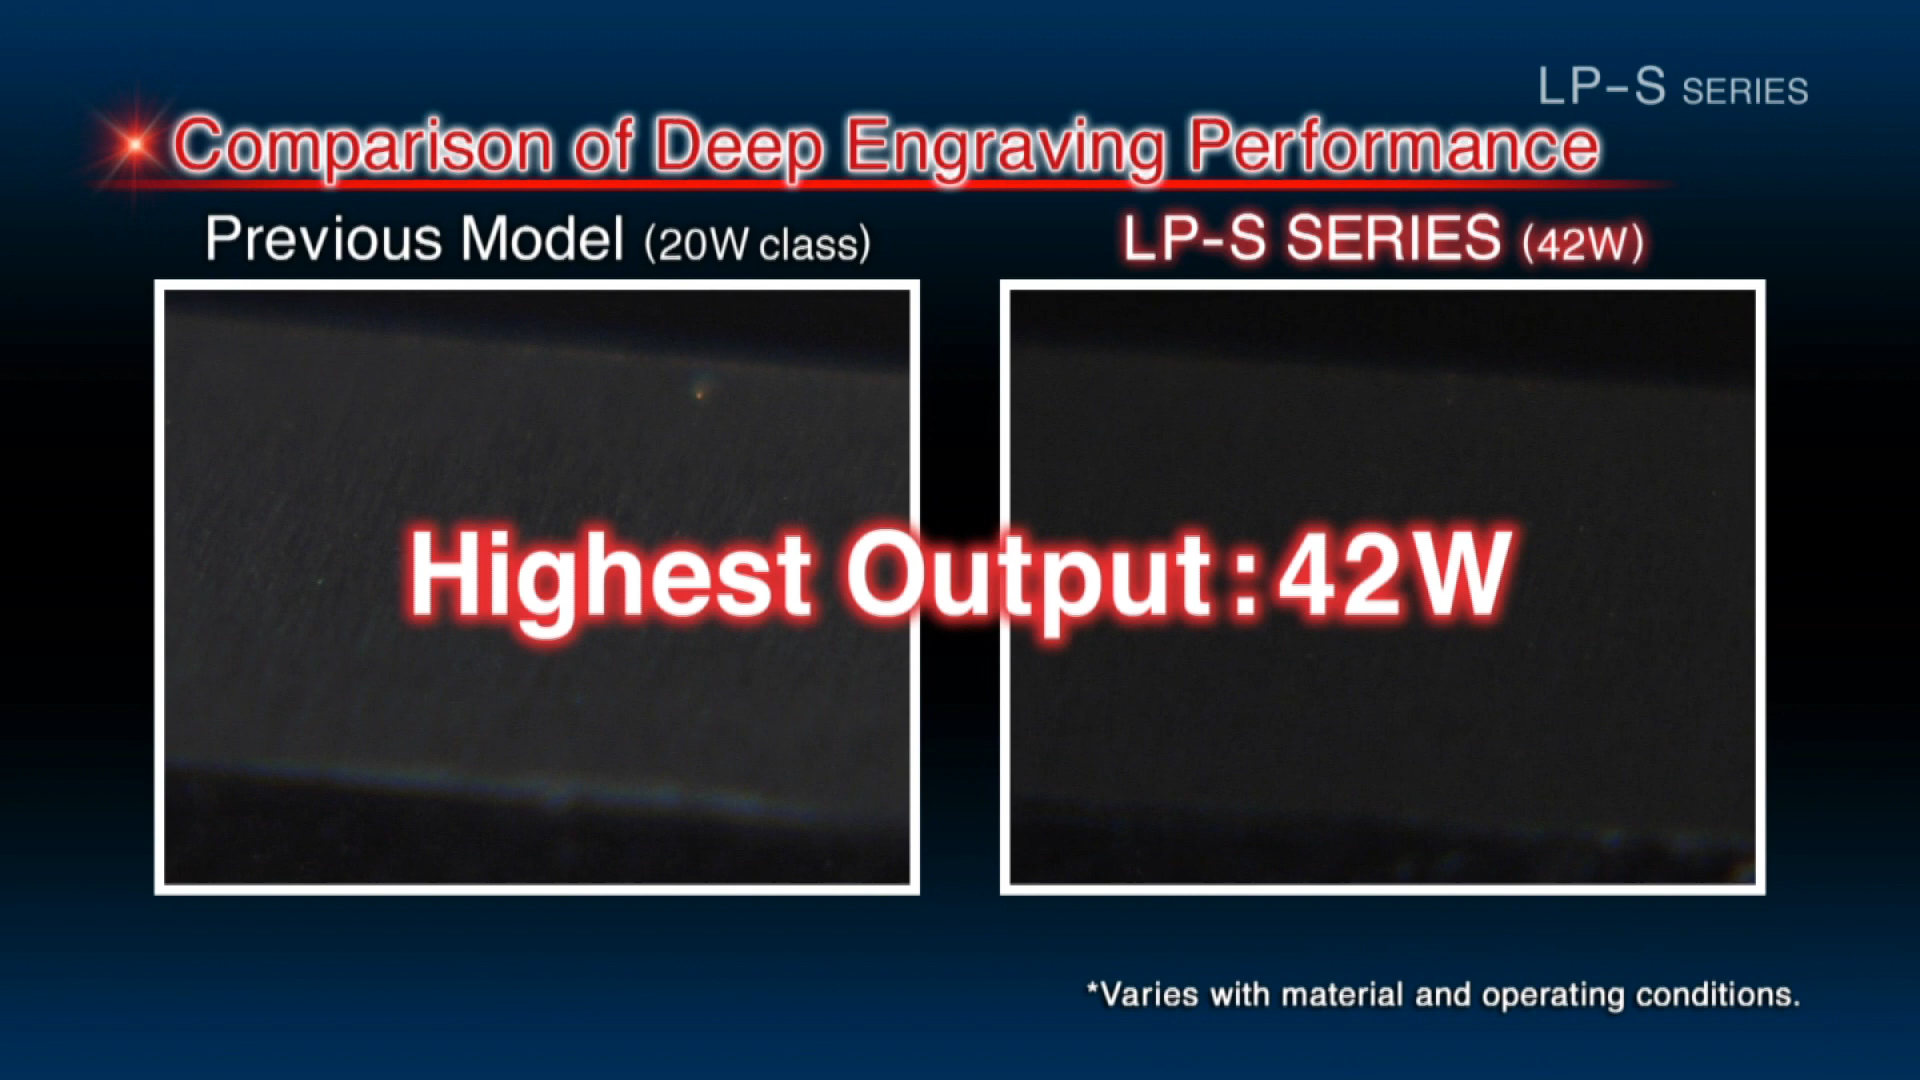 LP-S SERIES
Comparison of Deep Engraving Performance
Previous Model (20W class)
LP-S SERIES (42W)
Highest Output:42W
*Varies with material and operating conditions.